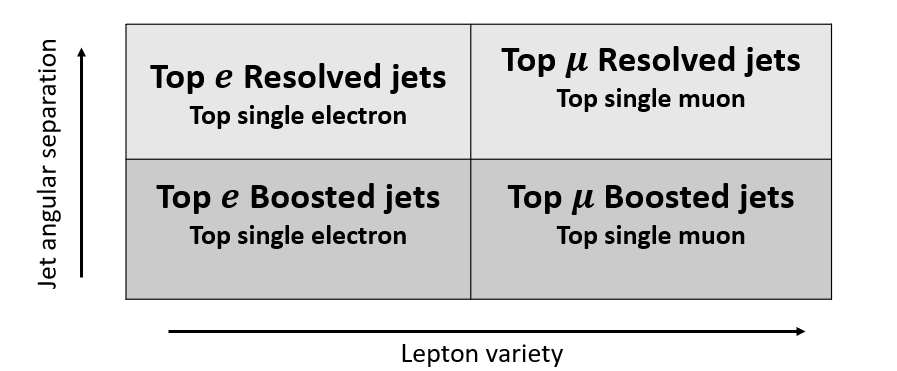 Jet angular separation
Top e Resolved jets
Top single electron
Top μ Resolved jets
Top single muon
Top e Boosted jets
Top single electron
Top μ Boosted jets
Top single muon
Lepton variety